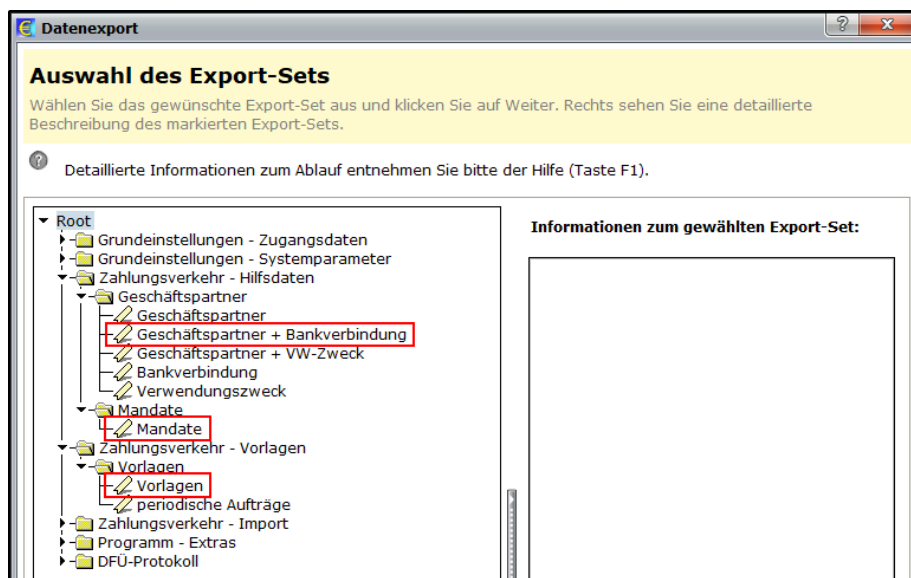 Datenexport
Auswahl des Export-Sets
Wählen Sie das gewünschte Export-Set aus und klicken Sie auf Weiter. Rechts sehen Sie eine detaillierte
Beschreibung des markierten Export-Sets.
Detaillierte Informationen zum Ablauf entnehmen Sie bitte der Hilfe (Taste F1).
Root
Grundeinstellungen - Zugangsdaten
Grundeinstellungen - Systemparameter
Zahlungsverkehr - Hilfsdaten
Geschäftspartner
Geschäftspartner
Geschäftspartner + Bankverbindung
Geschäftspartner + VW-Zweck
Bankverbindung
Verwendungszweck
Mandate
Mandate
Zahlungsverkehr - Vorlagen
Vorlagen
Vorlagen
periodische Aufträge
Zahlungsverkehr - Import
Programm - Extras
DFÜ-Protokoll
Informationen zum gewählten Export-Set: